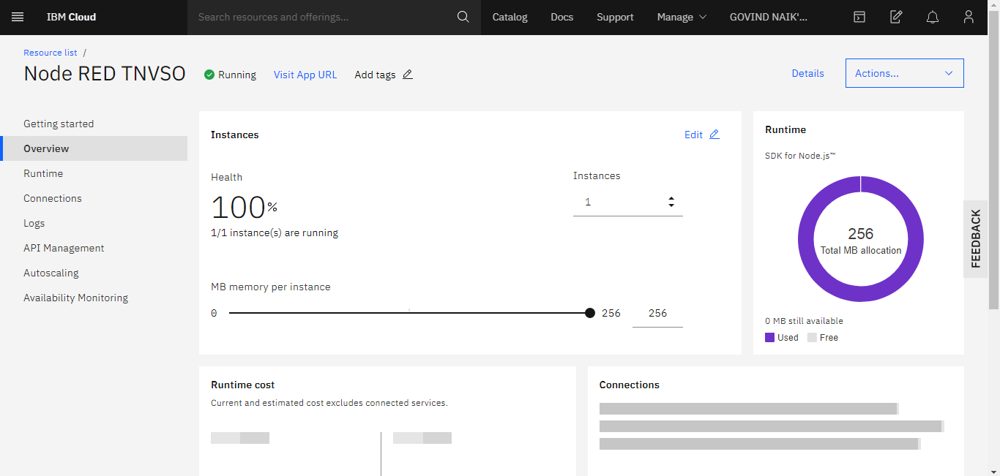 IBM Cloud
Search resources and offerings...
Catalog
Docs
Support
Manage
GOVIND NAIK'...
Resource list /
Node RED TNVSO
Running
Visit App URL
Add tags
Details
Actions...
Getting started
Overview
Runtime
Connections
Logs
API Management
Autoscaling
Availability Monitoring
Instances
Edit
Health
100%
1/1 instance(s) are running
Instances
1
MB memory per instance
0
256
256
Runtime
SDK for Node.js™
256
Total MB allocation
0 MB still available
Used
Free
FEEDBACK
Runtime cost
Current and estimated cost excludes connected services.
Connections